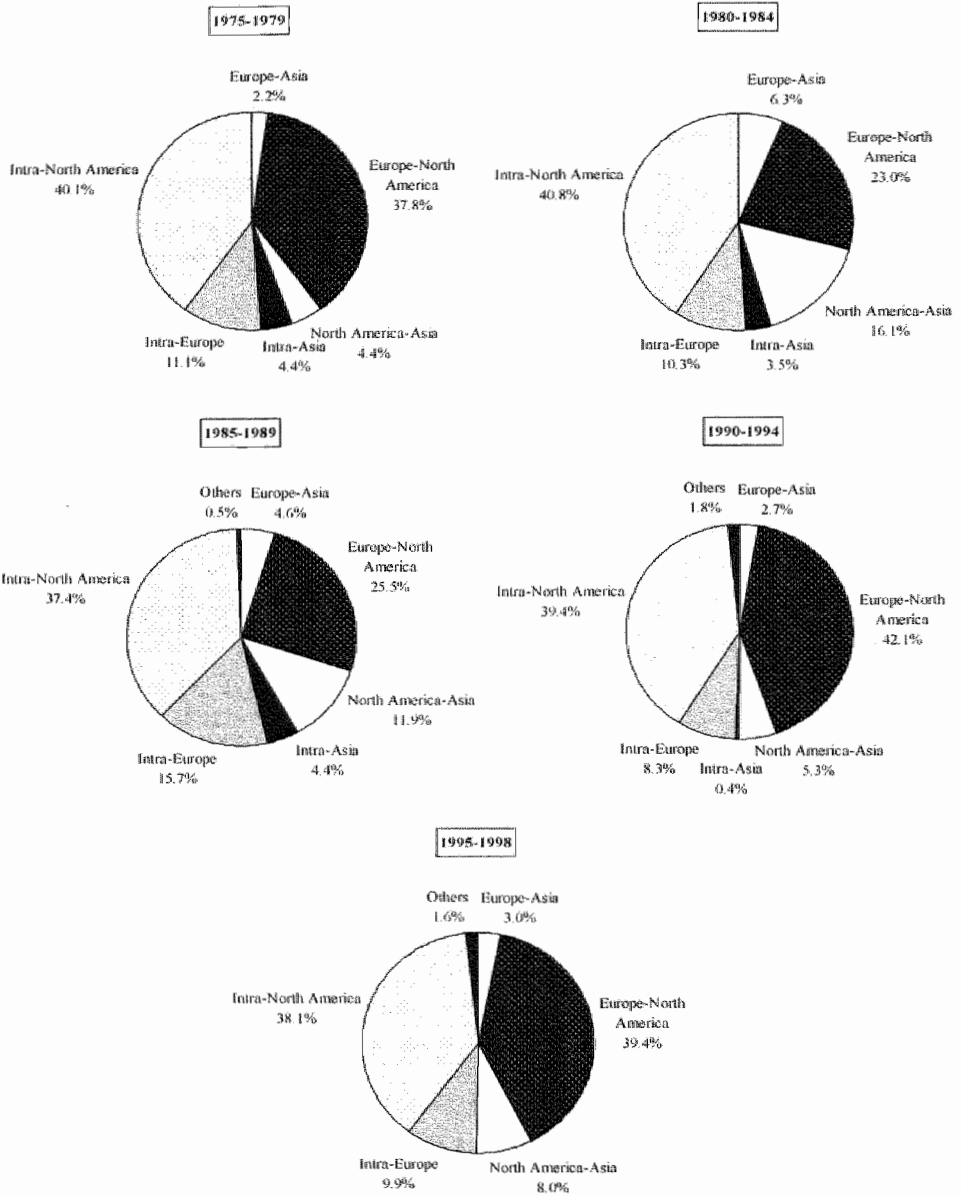 1975-1979
Europe-Asia
2.2%
Europe-North
America
37.8%
North America-Asia
4.4%
Intra-Asia
4.4%
Intra-Europe
11.1%
Intra-North America
40.1%
1980-1984
Europe-Asia
6.3%
Europe-North
America
23.0%
North America-Asia
16.1%
Intra-Asia
3.5%
Intra-Europe
10.3%
Intra-North America
40.8%
1985-1989
Others
0.5%
Europe-Asia
4.6%
Europe-North
America
25.5%
North America-Asia
11.9%
Intra-Asia
4.4%
Intra-Europe
15.7%
Intra-North America
37.4%
1990-1994
Others
1.8%
Europe-Asia
2.7%
Europe-North
America
42.1%
North America-Asia
5.3%
Intra-Asia
0.4%
Intra-Europe
8.3%
Intra-North America
39.4%
1995-1998
Others
1.6%
Europe-Asia
3.0%
Europe-North
America
39.4%
North America-Asia
8.0%
Intra-Europe
9.9%
Intra-North America
38.1%